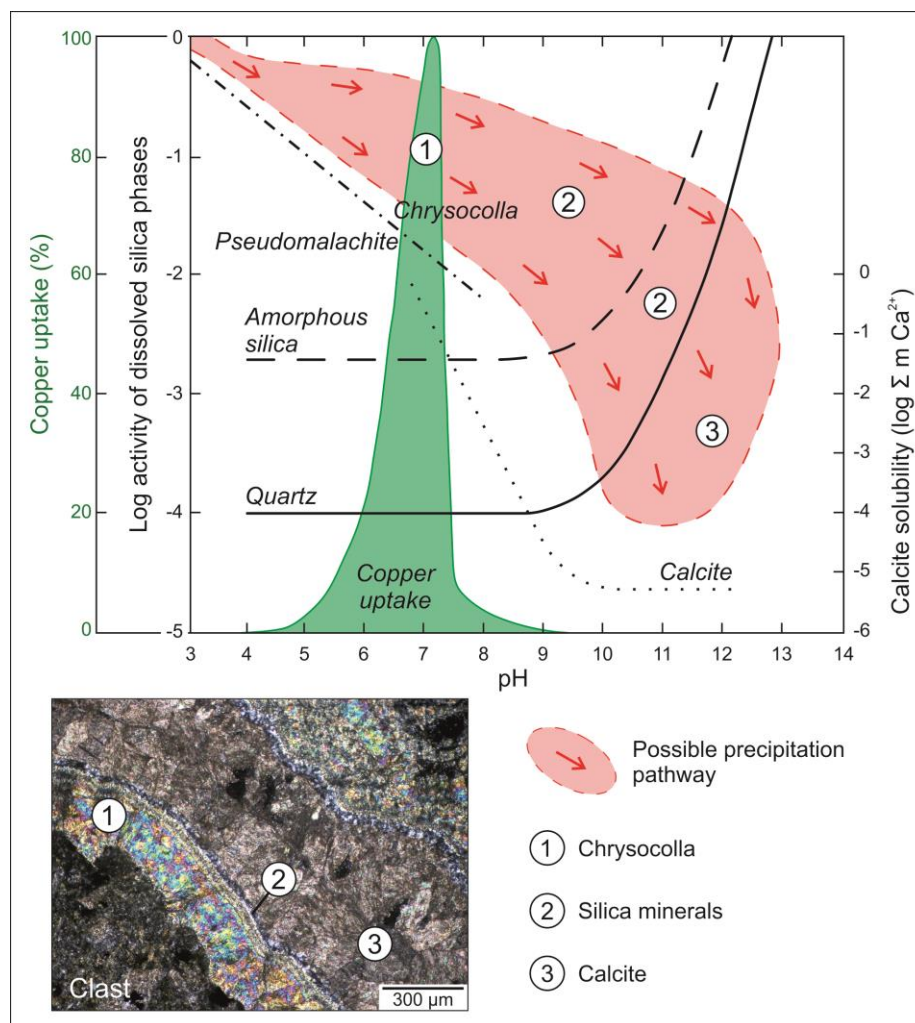 100
80
60
40
20
0
Copper uptake (%)
0
-1
-2
-3
-4
-5
Log activity of dissolved silica phases
1
Chrysocolla
Pseudomalachite
2
Amorphous
silica
2
3
Quartz
Copper
uptake
Calcite
0
-1
-2
-3
-4
-5
-6
Calcite solubility (log Σ m Ca²⁺)
3 4 5 6 7 8 9 10 11 12 13 14
pH
1
2
3
Clast
300 µm
Possible precipitation
pathway
1 Chrysocolla
2 Silica minerals
3 Calcite